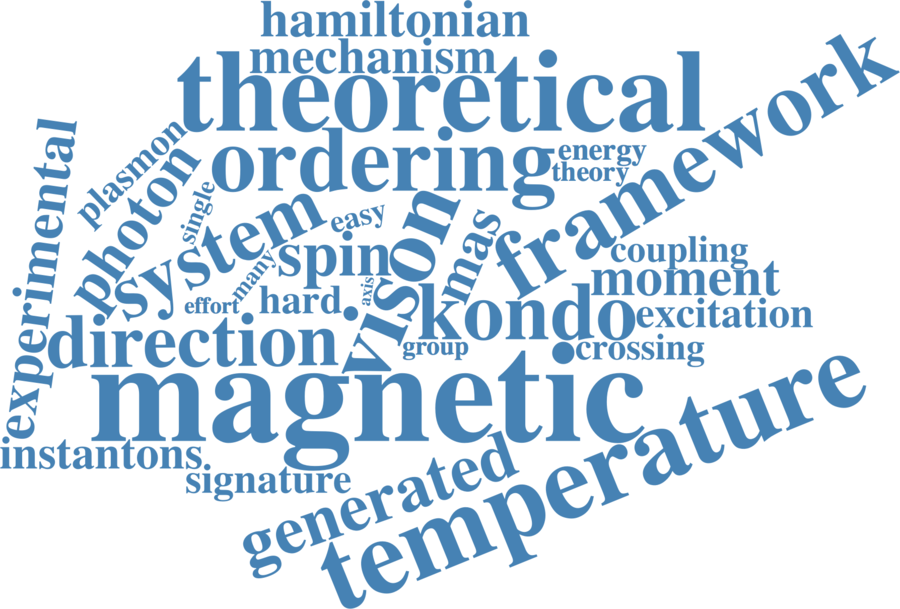 hamiltonian
mechanism
theoretical
framework
ordering
energy
theory
experimental
plasmon
photon
single
system
easy
vison
mas
spin
many
axis
coupling
moment
effort
hard
kondo
excitation
direction
group
crossing
magnetic
instantons
signature
generated
temperature